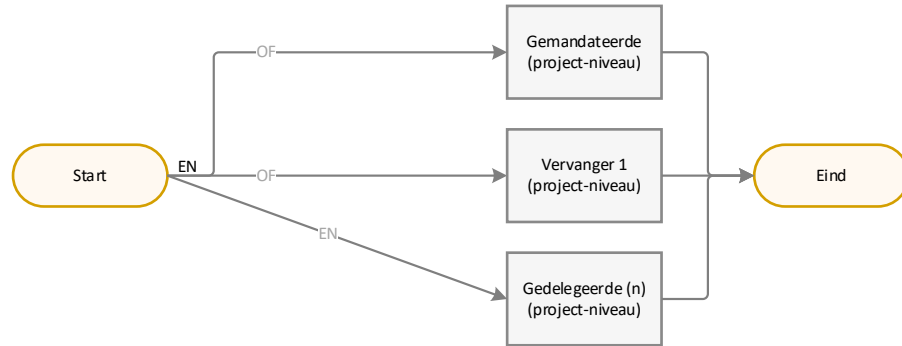 Gemandateerde
(project-niveau)
OF
EN
Start
OF
Vervanger 1
(project-niveau)
Eind
EN
Gedelegeerde (n)
(project-niveau)